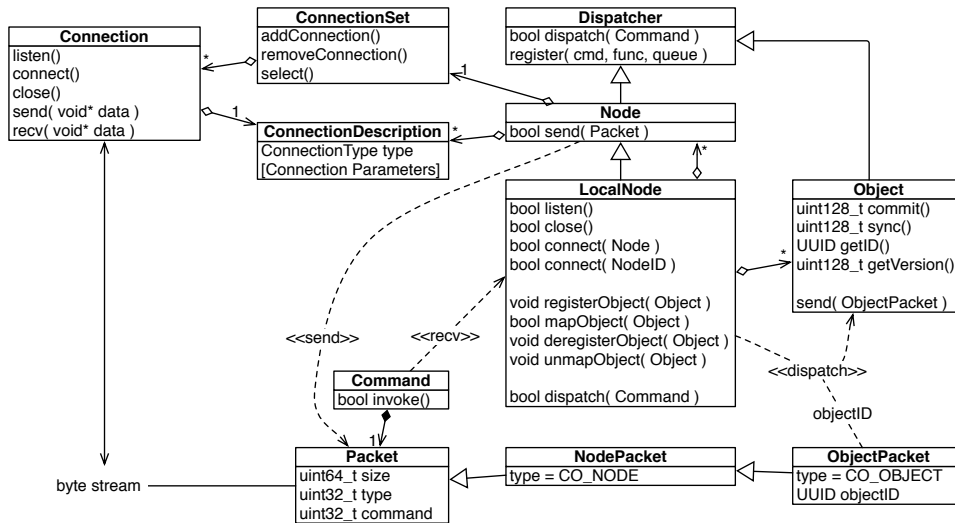 Connection
listen()
connect()
close()
send( void* data )
recv( void* data )
ConnectionSet
addConnection()
removeConnection()
select()
*
1
ConnectionDescription
ConnectionType type
[Connection Parameters]
1
*
Dispatcher
bool dispatch( Command )
register( cmd, func, queue )
Node
bool send( Packet )
*
LocalNode
bool listen()
bool close()
bool connect( Node )
bool connect( NodeID )
void registerObject( Object )
bool mapObject( Object )
void deregisterObject( Object )
void unmapObject( Object )
bool dispatch( Command )
*
Object
uint128_t commit()
uint128_t sync()
UUID getID()
uint128_t getVersion()
send( ObjectPacket )
<<send>>
<<recv>>
<<dispatch>>
objectID
Command
bool invoke()
1
Packet
uint64_t size
uint32_t type
uint32_t command
byte stream
NodePacket
type = CO_NODE
ObjectPacket
type = CO_OBJECT
UUID objectID